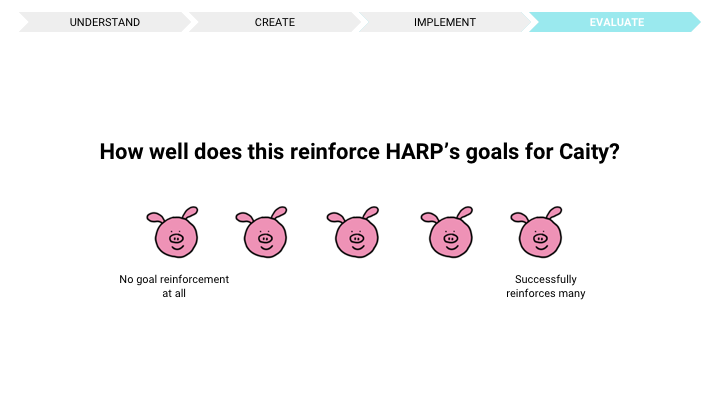 UNDERSTAND
CREATE
IMPLEMENT
EVALUATE
How well does this reinforce HARP’s goals for Caity?
No goal reinforcement
at all
Successfully
reinforces many